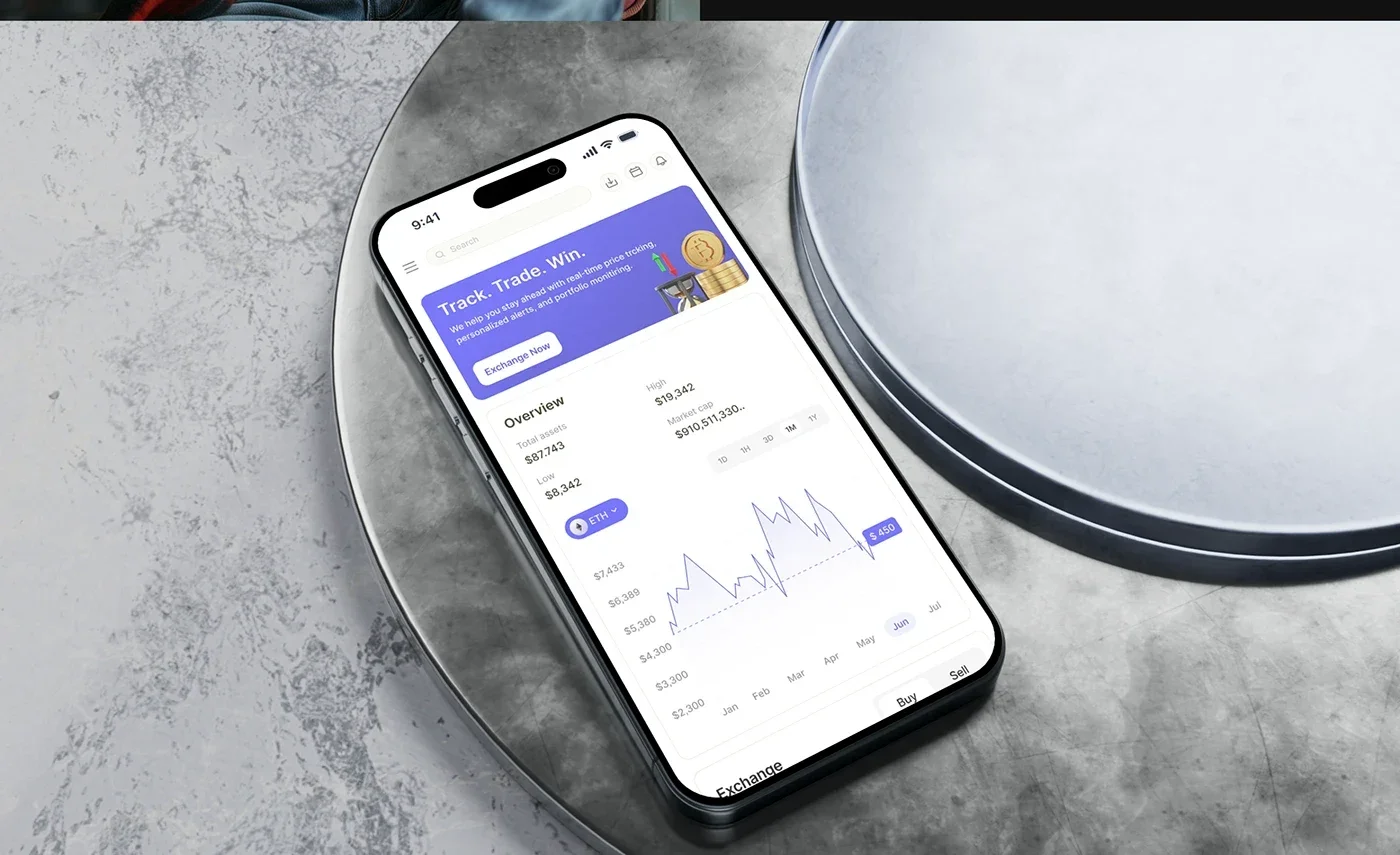 9:41
Search
Track. Trade. Win.
We help you stay ahead with real-time price trcking,
personalized alerts, and portfolio monitiring.
Exchange Now
Overview
Total assets
$87.743
High
$19,342
Low
$8,342
Market cap
$910,511,330..
1D 1H 3D 1M 1Y
ETH
$7,433
$6,389
$5,380
$4,300
$3,300
$2,300
$ 450
Jan Feb Mar Apr May Jun Jul
Buy Sell
Exchange